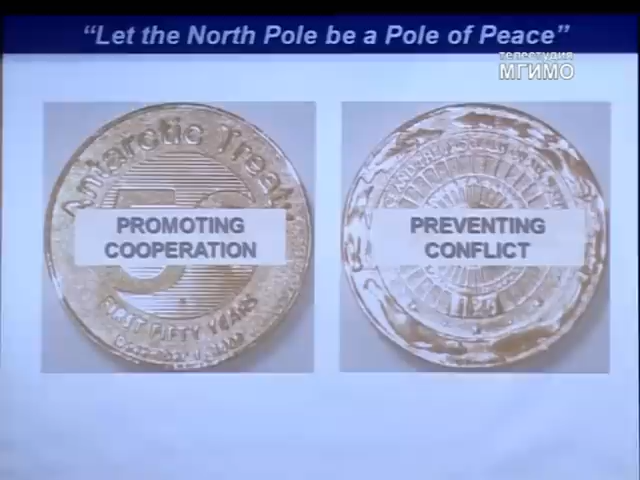 “Let the North Pole be a Pole of Peace”
телестудия
МГИМО
Antarctic Treaty
50
PROMOTING
COOPERATION
FIRST FIFTY YEARS
PREVENTING
CONFLICT